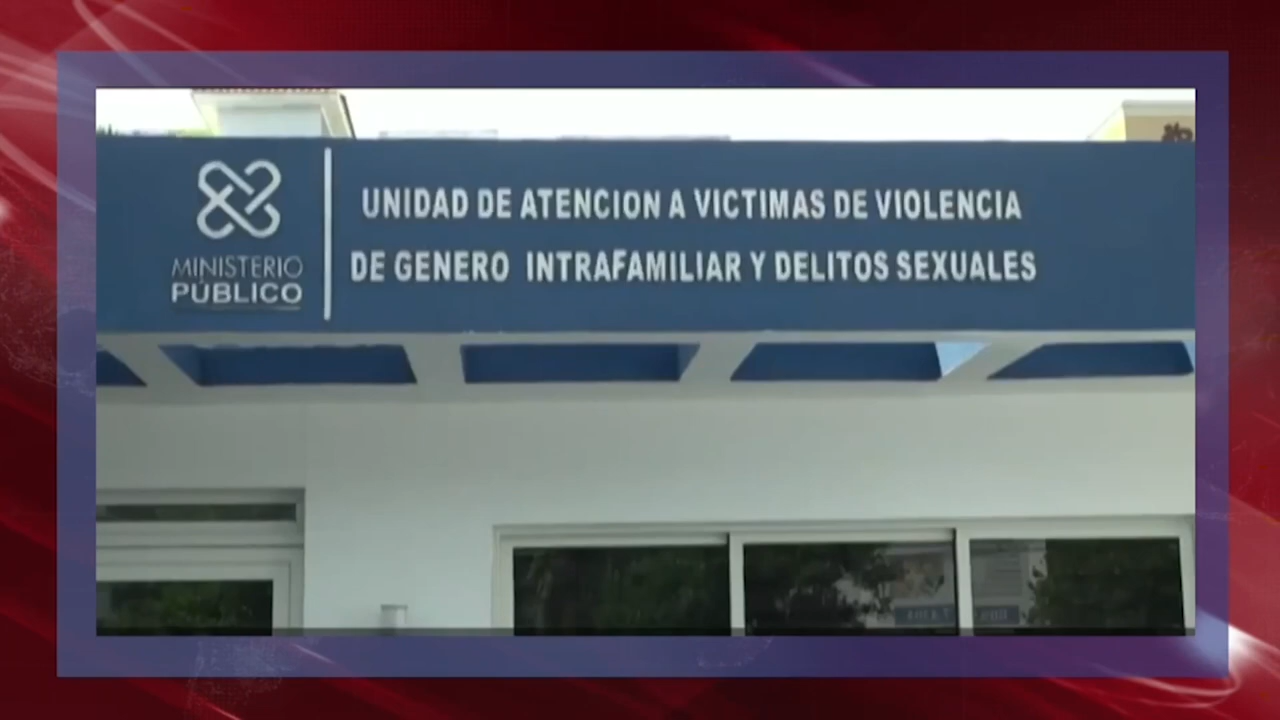 MINISTERIO
PÚBLICO
UNIDAD DE ATENCION A VICTIMAS DE VIOLENCIA
DE GENERO INTRAFAMILIAR Y DELITOS SEXUALES